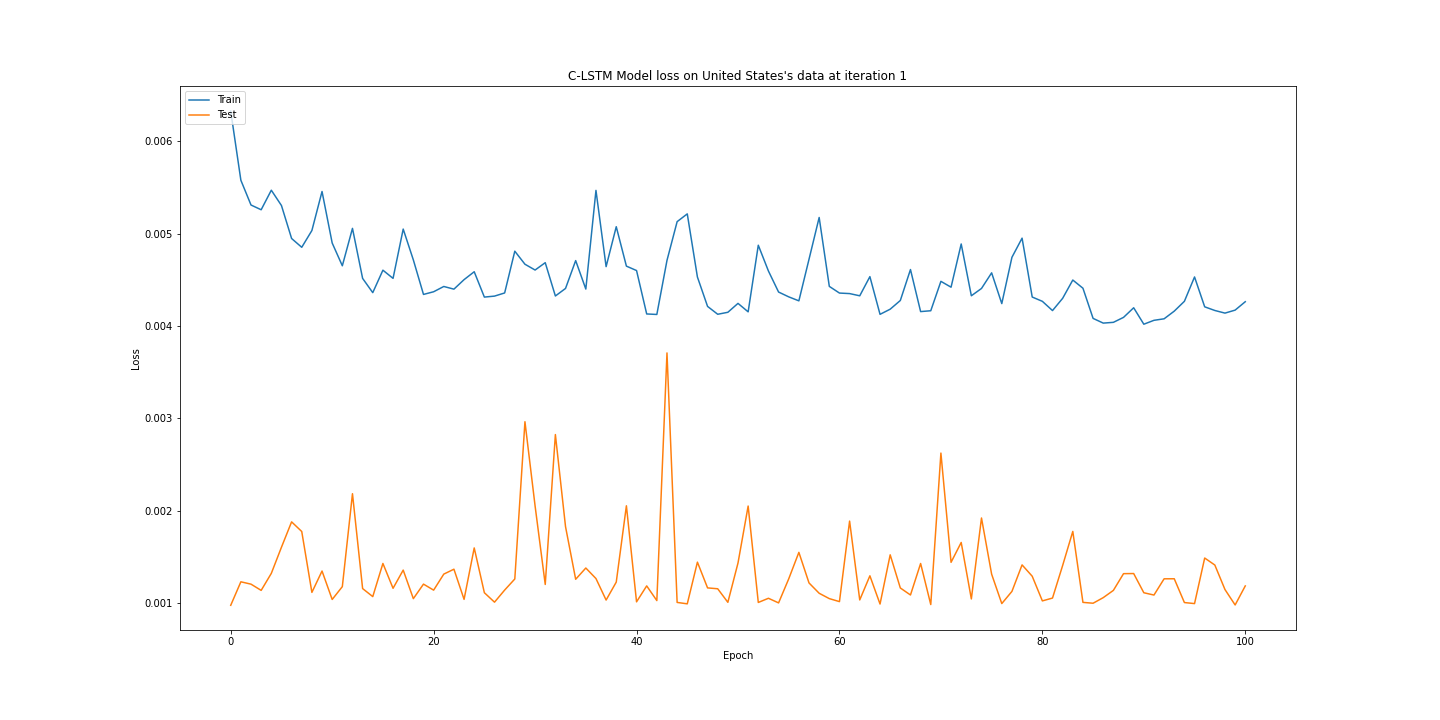 C-LSTM Model loss on United States's data at iteration 1
Train
Test
0.006
0.005
0.004
0.003
0.002
0.001
Loss
0 20 40 60 80 100
Epoch